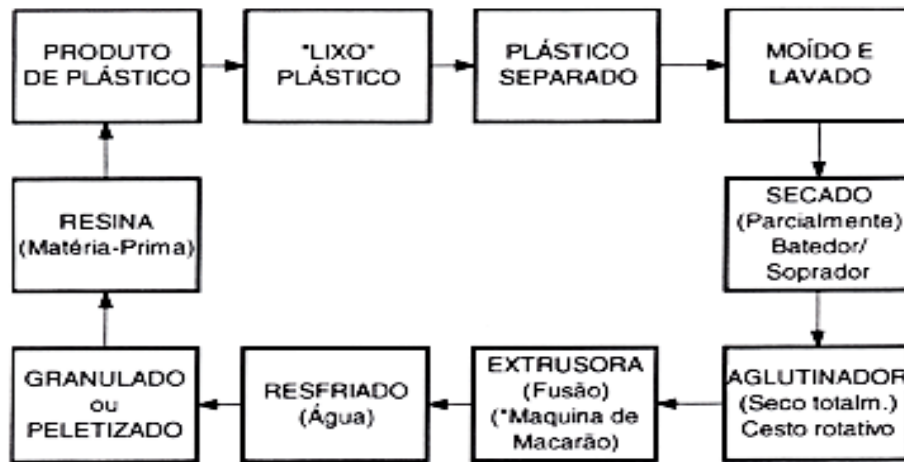 PRODUTO
DE PLÁSTICO
"LIXO"
PLÁSTICO
PLÁSTICO
SEPARADO
MOÍDO E
LAVADO
SECADO
(Parcialmente)
Batedor/
Soprador
AGLUTINADOR
(Seco totalm.)
Cesto rotativo
EXTRUSORA
(Fusão)
("Maquina de
Macarão)
RESFRIADO
(Água)
GRANULADO
ou
PELETIZADO
RESINA
(Matéria-Prima)